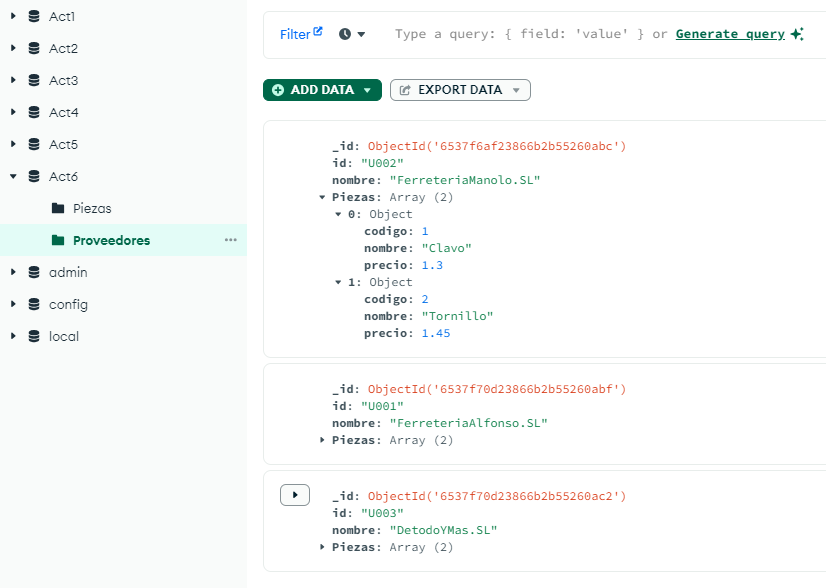 Act1
Act2
Act3
Act4
Act5
Act6
Piezas
Proveedores
admin
config
local
Filter
Type a query: { field: 'value' } or Generate query
ADD DATA
EXPORT DATA
_id: ObjectId('6537f6af23866b2b55260abc')
id: "U002"
nombre: "FerreteriaManolo.SL"
Piezas: Array (2)
0: Object
codigo: 1
nombre: "Clavo"
precio: 1.3
1: Object
codigo: 2
nombre: "Tornillo"
precio: 1.45
_id: ObjectId('6537f70d23866b2b55260abf')
id: "U001"
nombre: "FerreteriaAlfonso.SL"
Piezas: Array (2)
_id: ObjectId('6537f70d23866b2b55260ac2')
id: "U003"
nombre: "DetodoYMas.SL"
Piezas: Array (2)